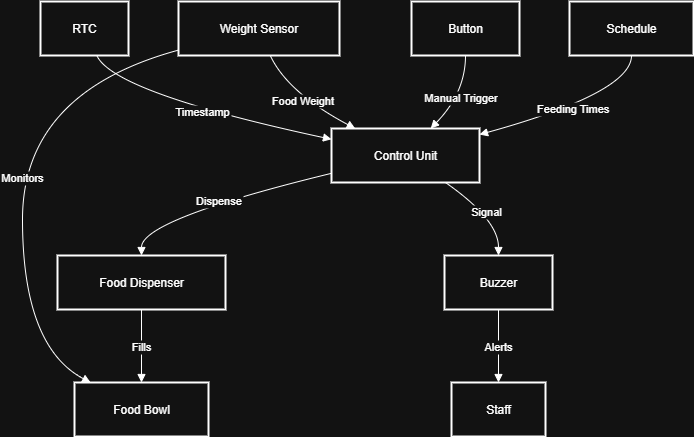 RTC
Weight Sensor
Button
Schedule
Food Weight
Manual Trigger
Timestamp
Feeding Times
Control Unit
Monitors
Dispense
Signal
Food Dispenser
Buzzer
Fills
Alerts
Food Bowl
Staff